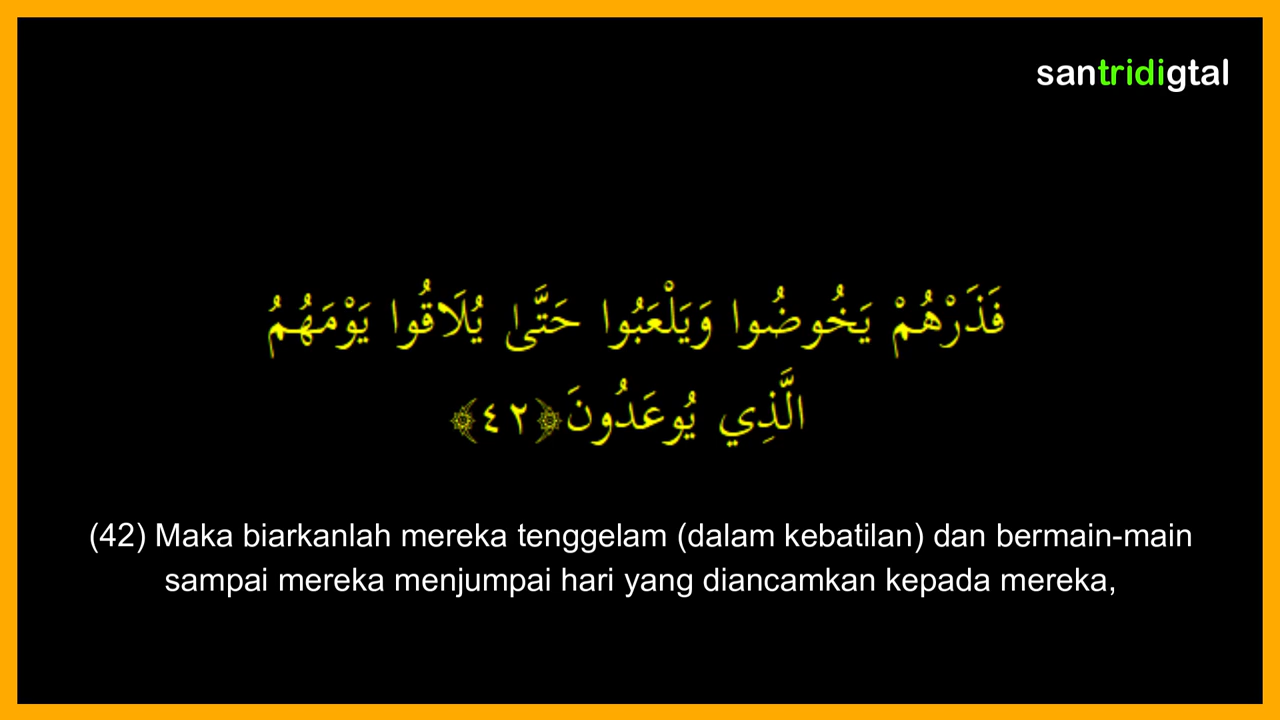 santridigtal
فَذَرْهُمْ يَخُوضُوا وَيَلْعَبُوا حَتَّىٰ يُلَاقُوا يَوْمَهُمُ
الَّذِي يُوعَدُونَ﴿٤٢﴾
(42) Maka biarkanlah mereka tenggelam (dalam kebatilan) dan bermain-main
sampai mereka menjumpai hari yang diancamkan kepada mereka,